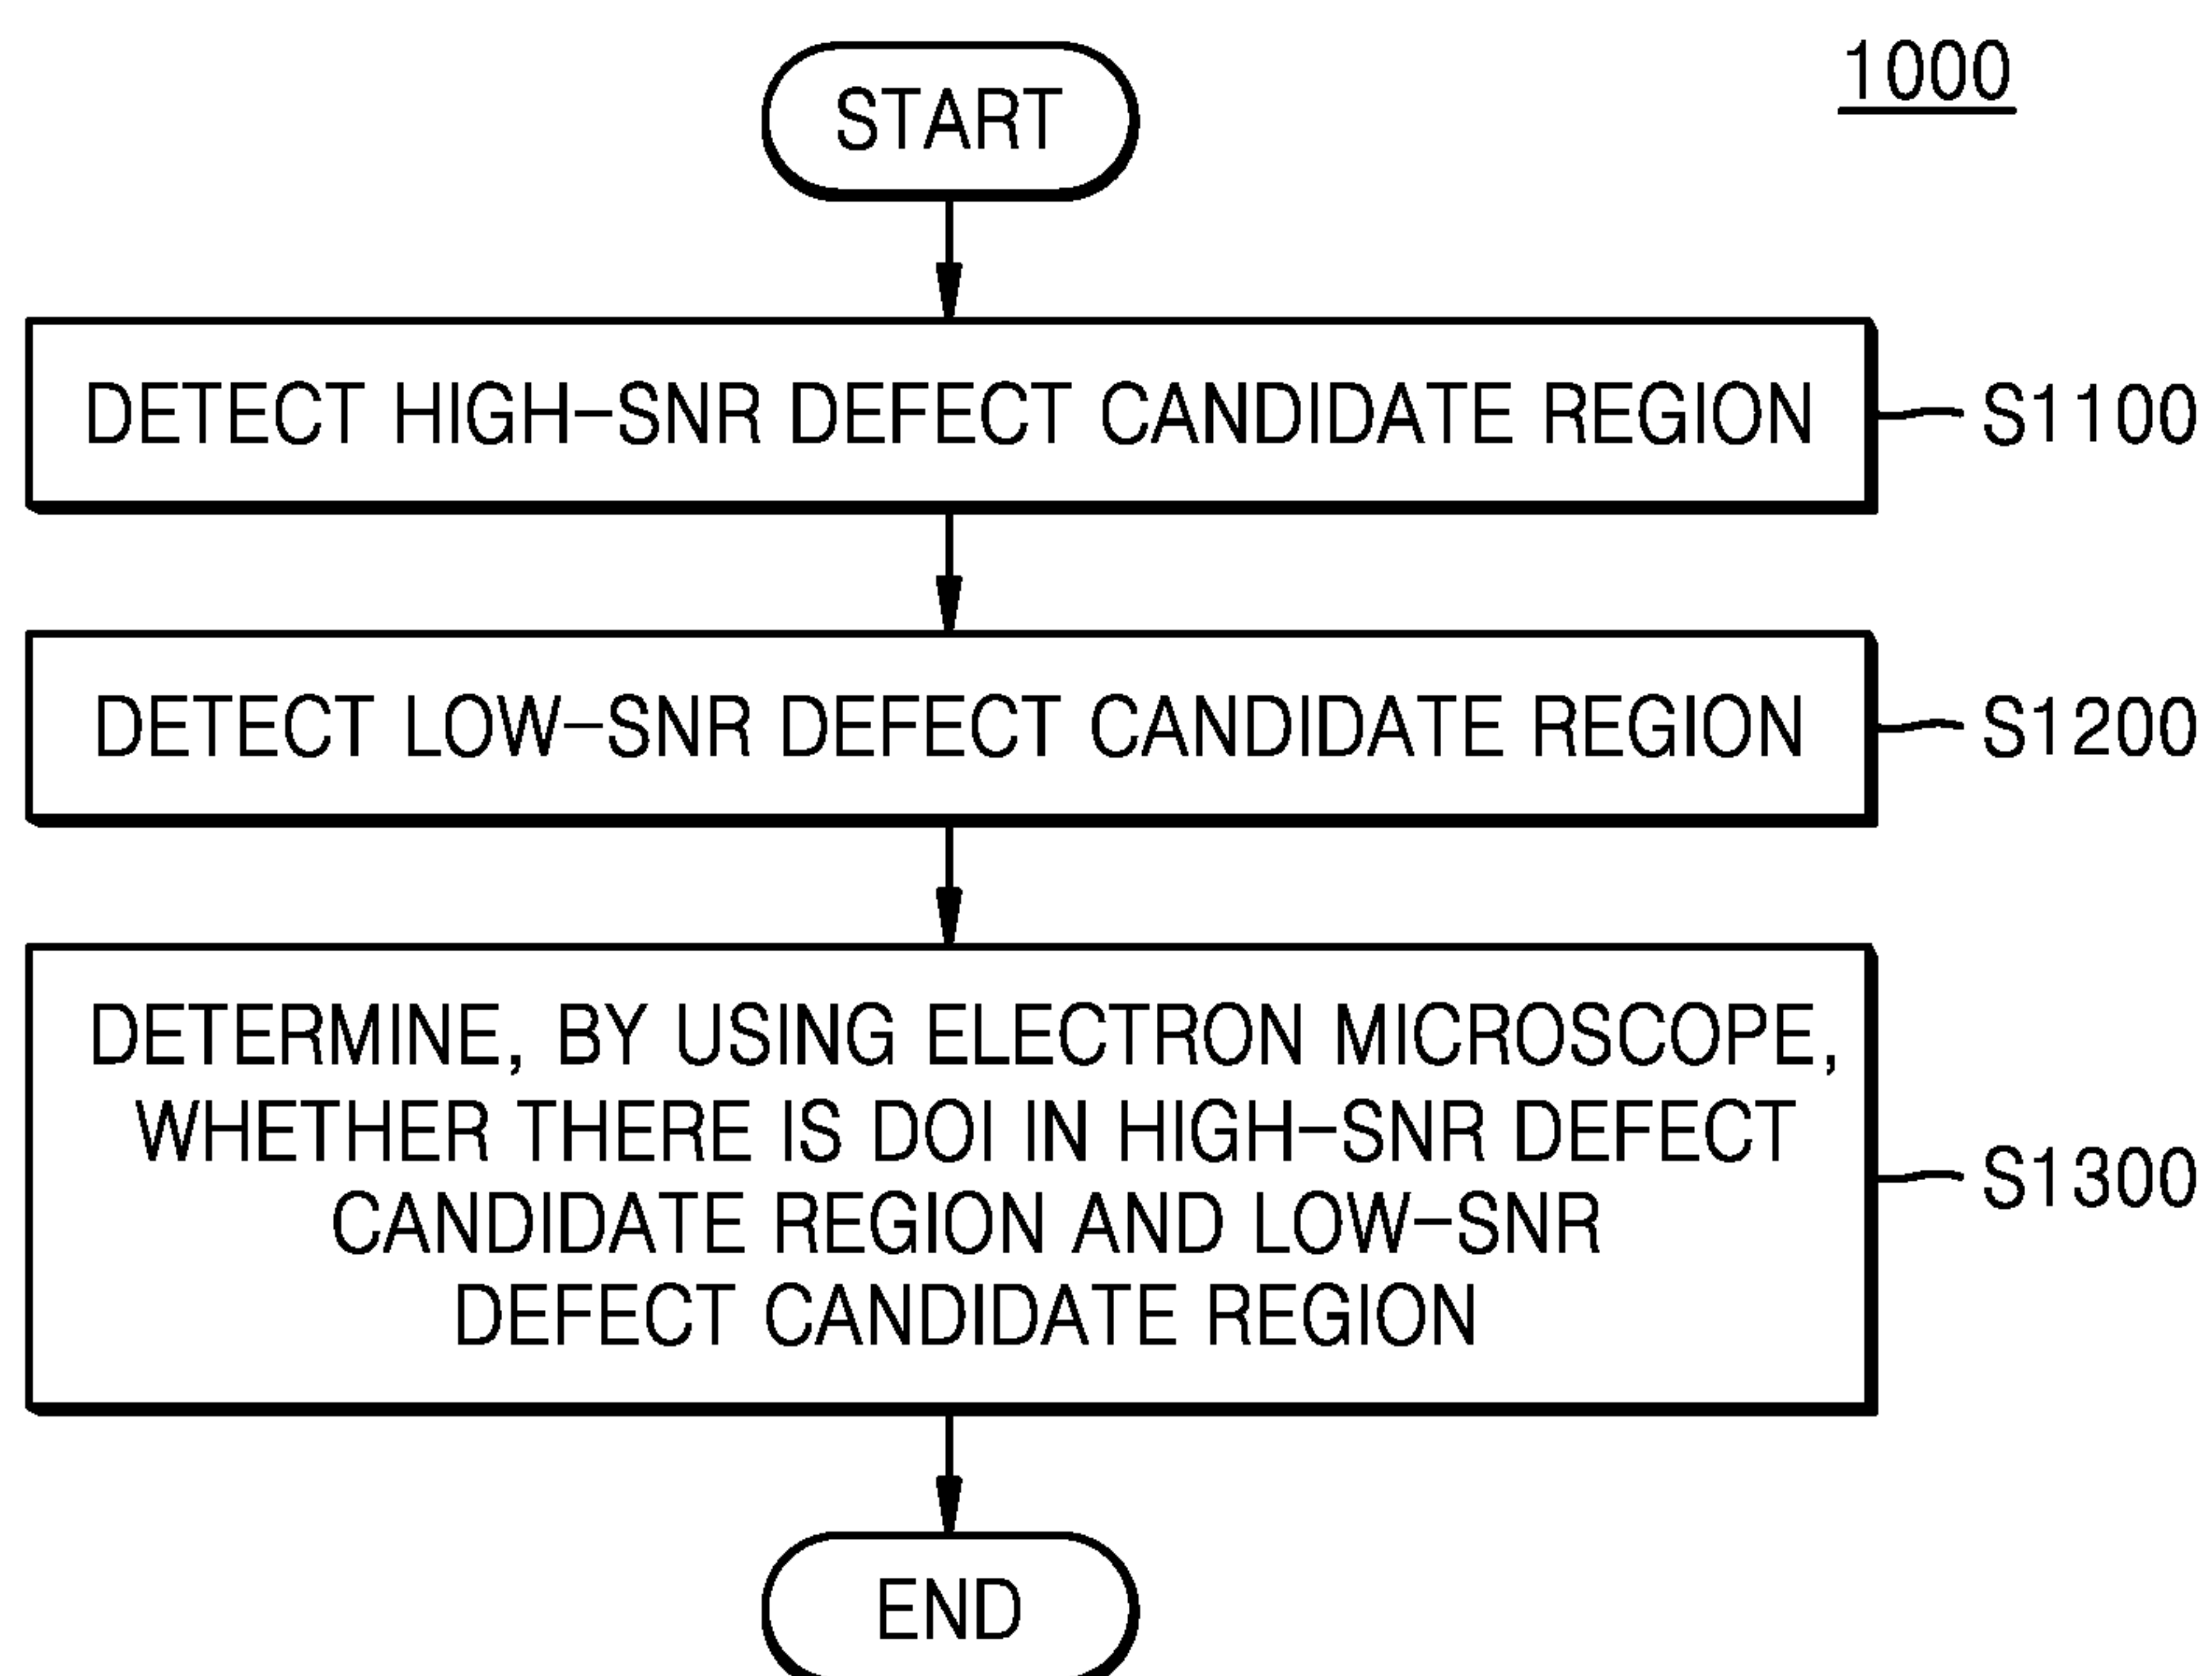 1000
START
DETECT HIGH-SNR DEFECT CANDIDATE REGION
S1100
DETECT LOW-SNR DEFECT CANDIDATE REGION
S1200
DETERMINE, BY USING ELECTRON MICROSCOPE,
WHETHER THERE IS DOI IN HIGH-SNR DEFECT
CANDIDATE REGION AND LOW-SNR
DEFECT CANDIDATE REGION
S1300
END